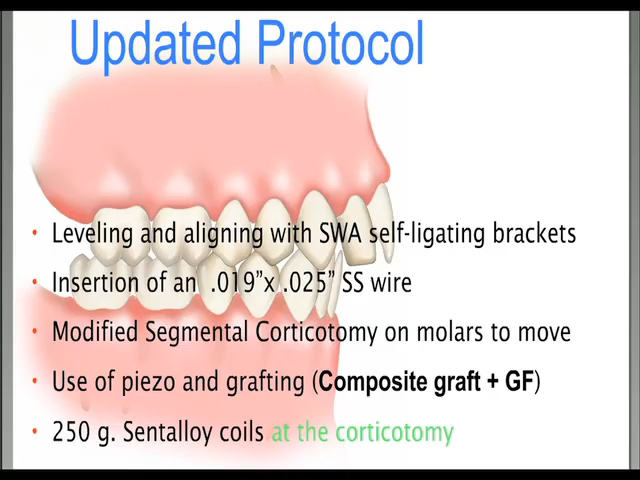 Updated Protocol
• Leveling and aligning with SWA self-ligating brackets
• Insertion of an .019”x .025” SS wire
• Modified Segmental Corticotomy on molars to move
• Use of piezo and grafting (Composite graft + GF)
• 250 g. Sentalloy coils at the corticotomy